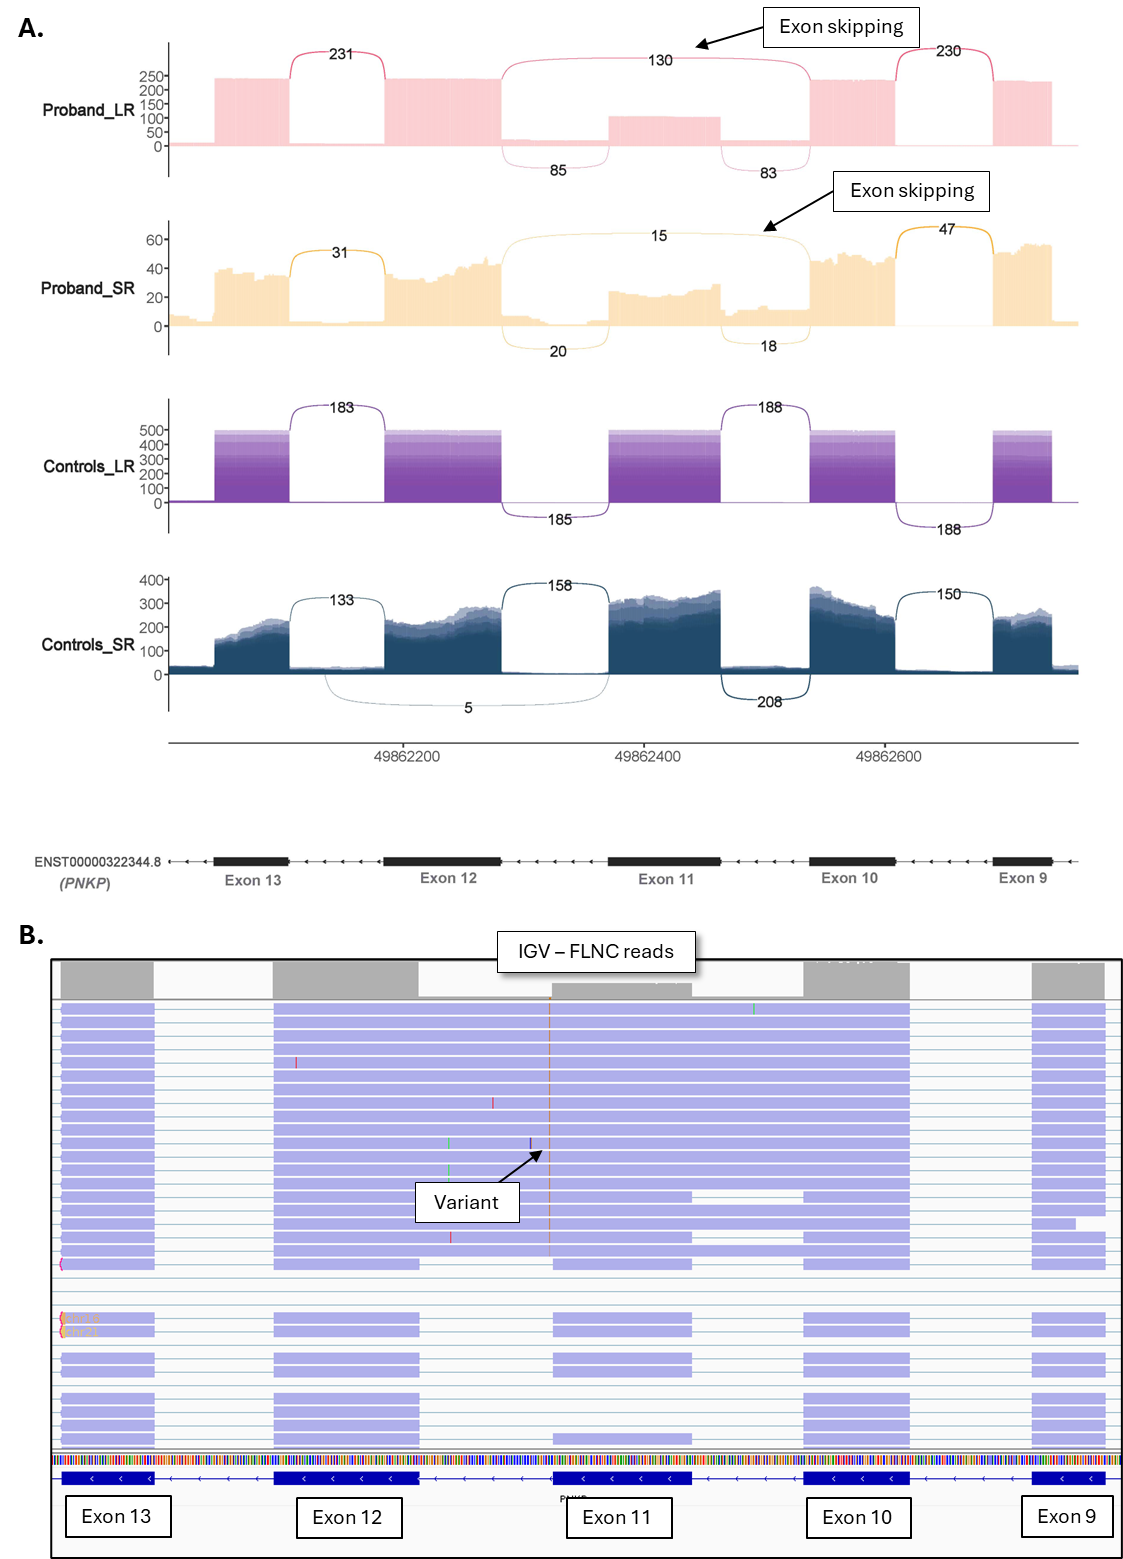 A.
Exon skipping
231
130
230
250
200
150
100
50
0
Proband_LR
85
83
Exon skipping
31
15
47
60
40
20
0
Proband_SR
20
18
183
188
500
400
300
200
100
0
Controls_LR
185
188
133
158
150
400
300
200
100
0
Controls_SR
5
208
49862200
49862400
49862600
ENST00000322344.8
(PNKP)
Exon 13
Exon 12
Exon 11
Exon 10
Exon 9
B.
IGV – FLNC reads
Variant
PNKP
Exon 13
Exon 12
Exon 11
Exon 10
Exon 9